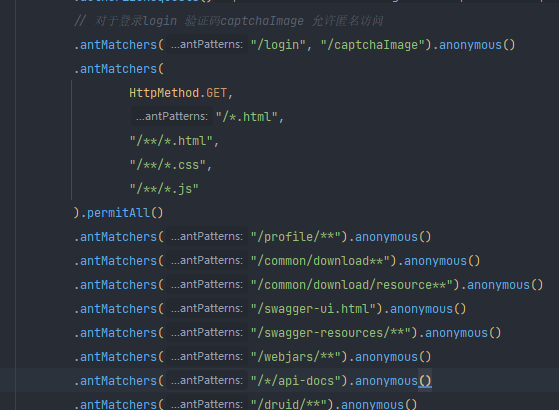 // 对于登录login 验证码captchaImage 允许匿名访问
.antMatchers( ...antPatterns: "/login", "/captchaImage").anonymous()
.antMatchers(
HttpMethod.GET,
...antPatterns: "/*.html",
"/**/*.html",
"/**/*.css",
"/**/*.js"
).permitAll()
.antMatchers( ...antPatterns: "/profile/**").anonymous()
.antMatchers( ...antPatterns: "/common/download**").anonymous()
.antMatchers( ...antPatterns: "/common/download/resource**").anonymous()
.antMatchers( ...antPatterns: "/swagger-ui.html").anonymous()
.antMatchers( ...antPatterns: "/swagger-resources/**").anonymous()
.antMatchers( ...antPatterns: "/webjars/**").anonymous()
.antMatchers( ...antPatterns: "/*/api-docs").anonymous()
.antMatchers( ...antPatterns: "/druid/**").anonymous()